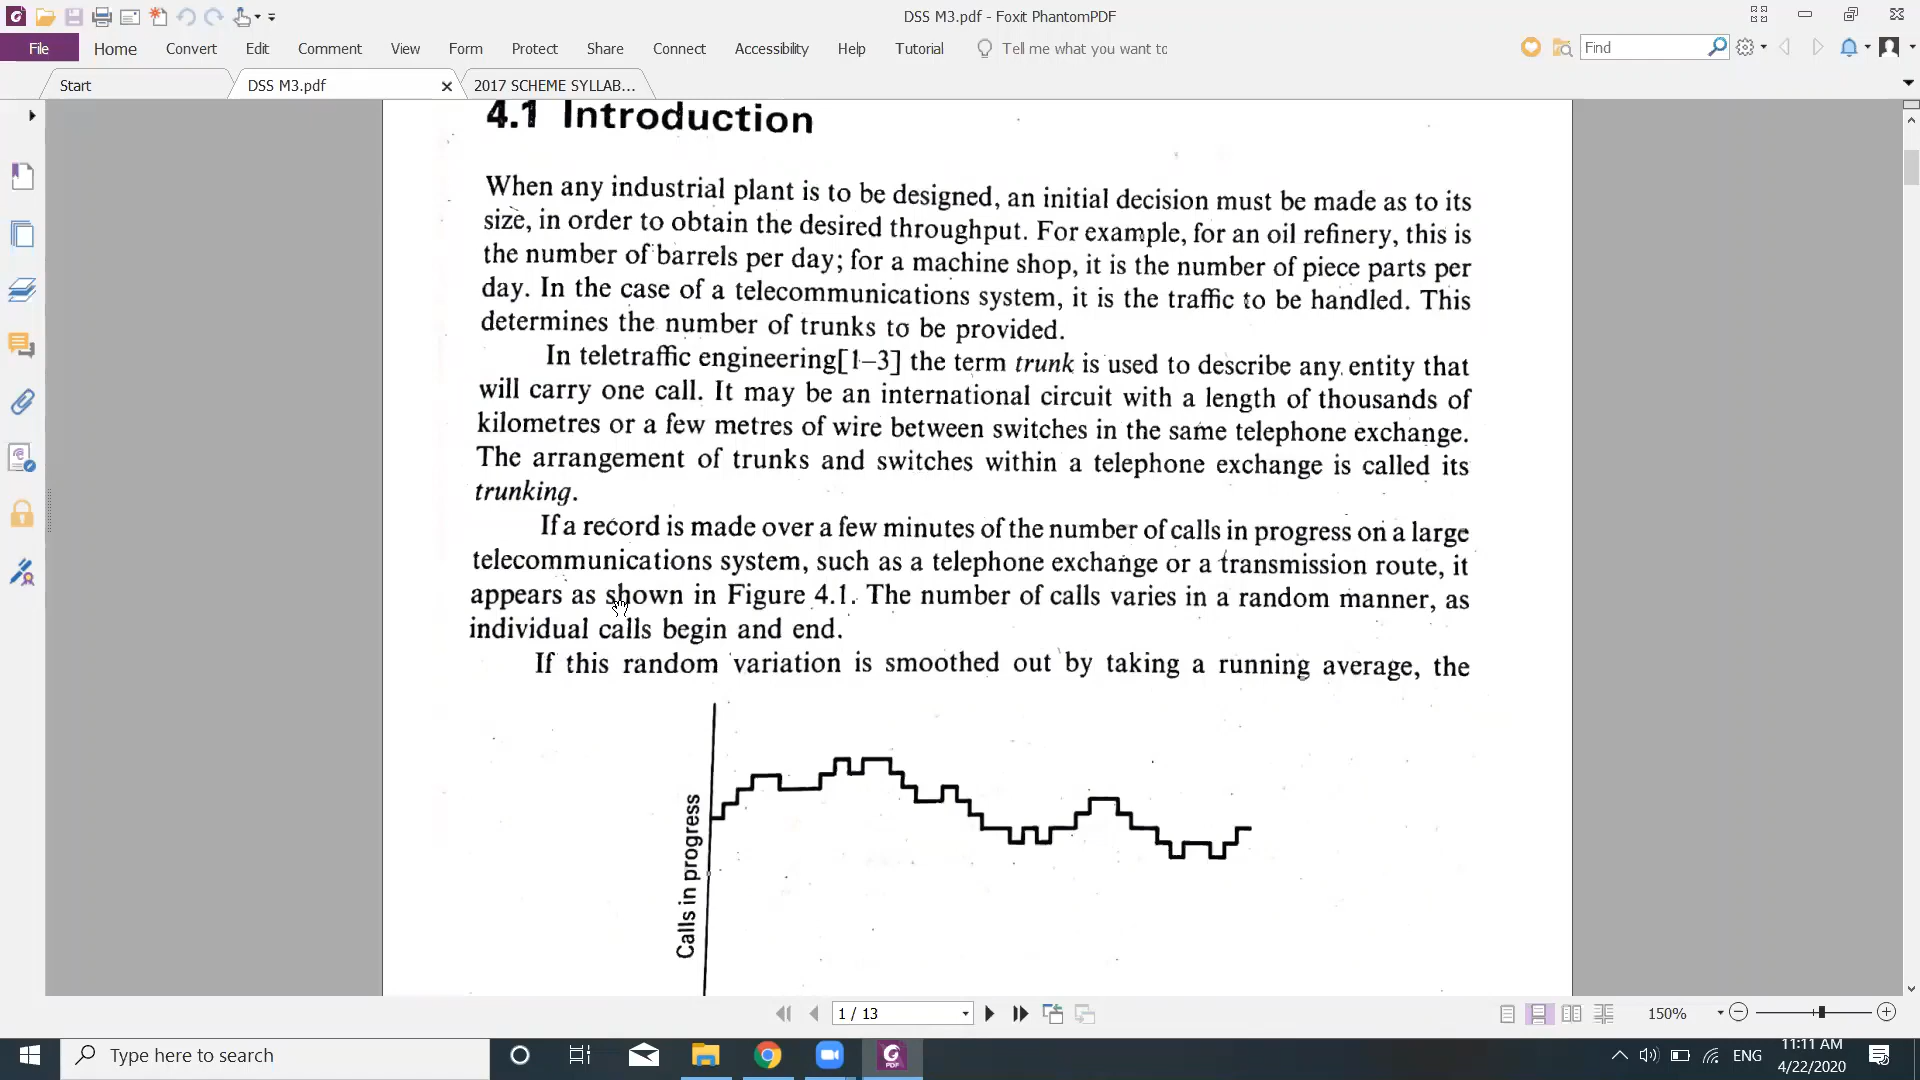 DSS M3.pdf - Foxit PhantomPDF
File Home Convert Edit Comment View Form Protect Share Connect Accessibility Help Tutorial Tell me what you want to Find
Start DSS M3.pdf 2017 SCHEME SYLLAB...
4.1 Introduction
When any industrial plant is to be designed, an initial decision must be made as to its
size, in order to obtain the desired throughput. For example, for an oil refinery, this is
the number of barrels per day; for a machine shop, it is the number of piece parts per
day. In the case of a telecommunications system, it is the traffic to be handled. This
determines the number of trunks to be provided.
In teletraffic engineering[1–3] the term trunk is used to describe any entity that
will carry one call. It may be an international circuit with a length of thousands of
kilometres or a few metres of wire between switches in the same telephone exchange.
The arrangement of trunks and switches within a telephone exchange is called its
trunking.
If a record is made over a few minutes of the number of calls in progress on a large
telecommunications system, such as a telephone exchange or a transmission route, it
appears as shown in Figure 4.1. The number of calls varies in a random manner, as
individual calls begin and end.
If this random variation is smoothed out by taking a running average, the
Calls in progress
1 / 13 150%
Type here to search ENG 11:11 AM
4/22/2020